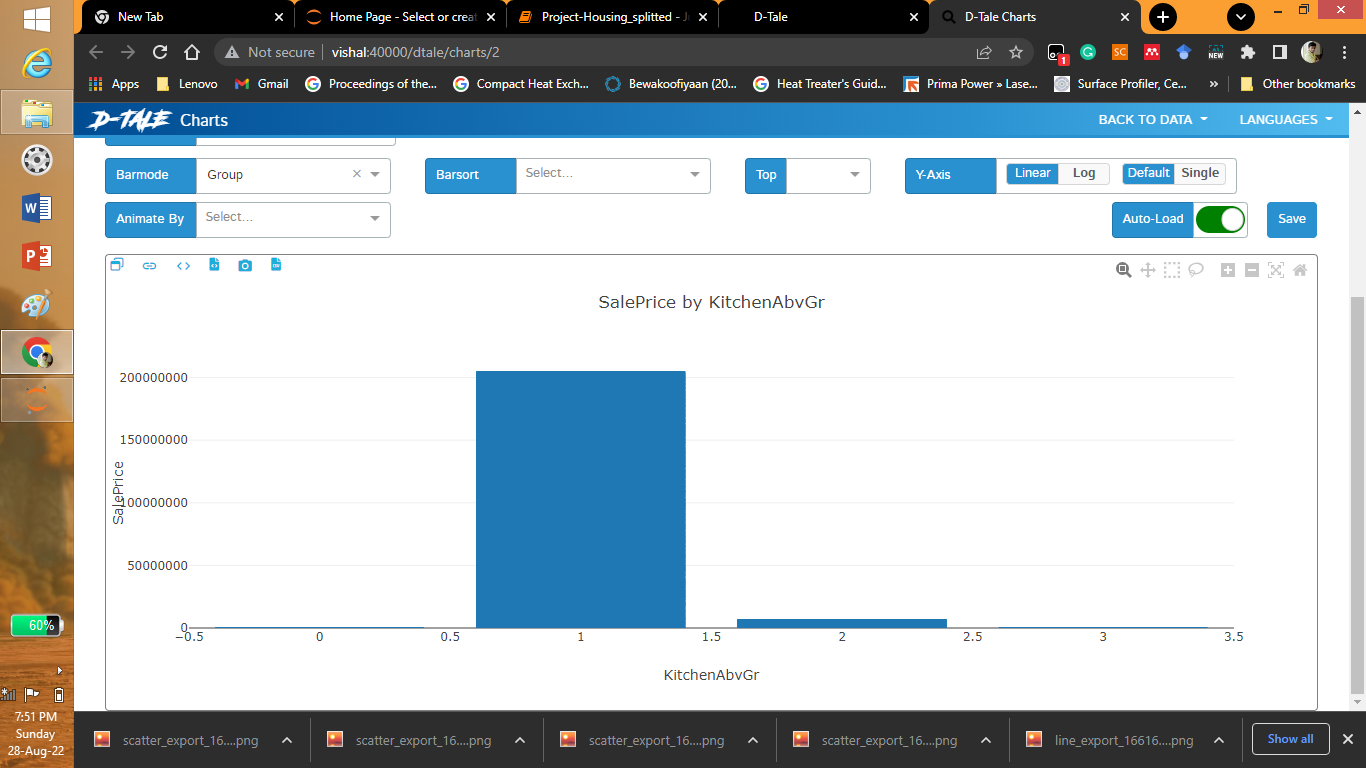 New Tab
Home Page - Select or creat
Project-Housing_splitted - Ju
D-Tale
D-Tale Charts
Not secure | vishal:40000/dtale/charts/2
1
SC
NEW
Apps
Lenovo
Gmail
Proceedings of the...
Compact Heat Exch...
Bewakoofiyaan (20...
Heat Treater's Guid...
Prima Power » Lase...
Surface Profiler, Ce...
»
Other bookmarks
D-TALE Charts
BACK TO DATA
LANGUAGES
Barmode
Group
Barsort
Select...
Top
Y-Axis
Linear
Log
Default
Single
Animate By
Select...
Auto-Load
Save
SalePrice by KitchenAbvGr
200000000
150000000
100000000
50000000
0
SalePrice
−0.5
0
0.5
1
1.5
2
2.5
3
3.5
KitchenAbvGr
60%
7:51 PM
Sunday
28-Aug-22
scatter_export_16....png
scatter_export_16....png
scatter_export_16....png
scatter_export_16....png
line_export_16616....png
Show all